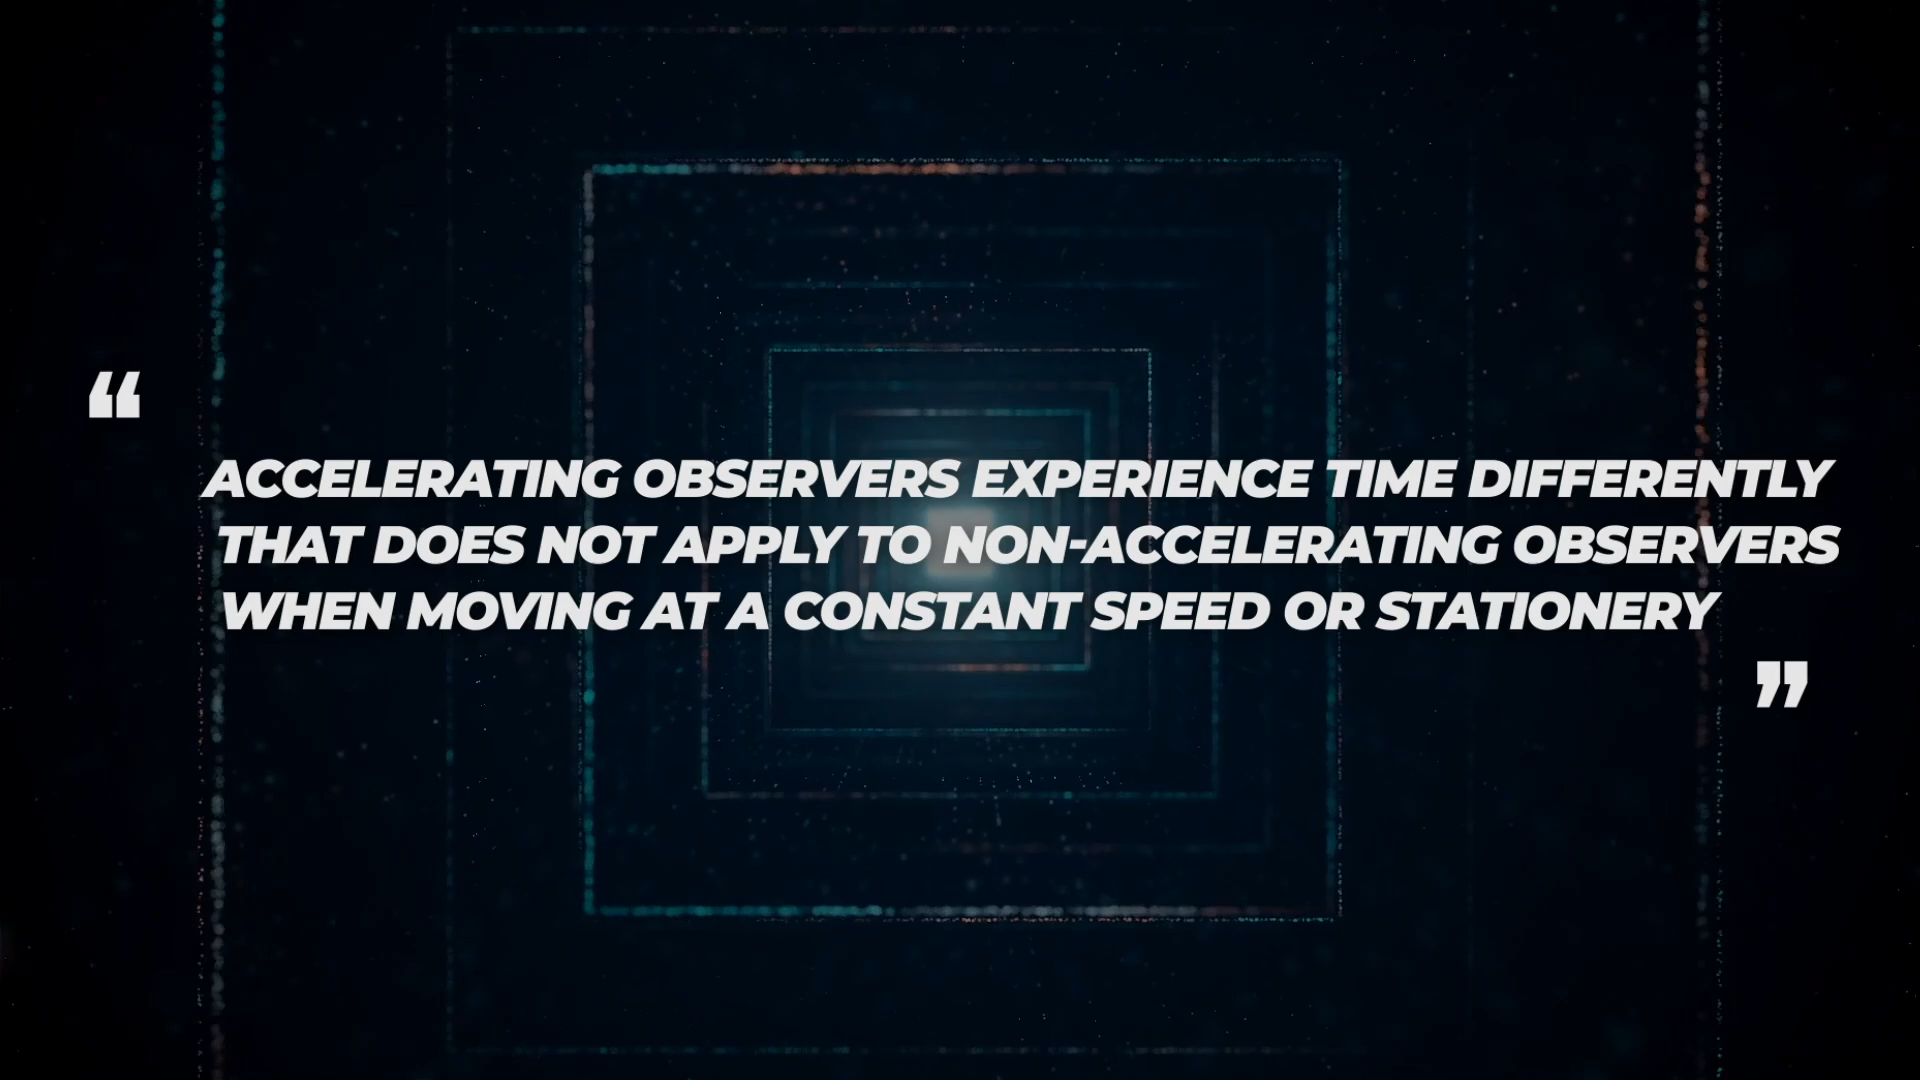 “
ACCELERATING OBSERVERS EXPERIENCE TIME DIFFERENTLY
THAT DOES NOT APPLY TO NON-ACCELERATING OBSERVERS
WHEN MOVING AT A CONSTANT SPEED OR STATIONERY
”